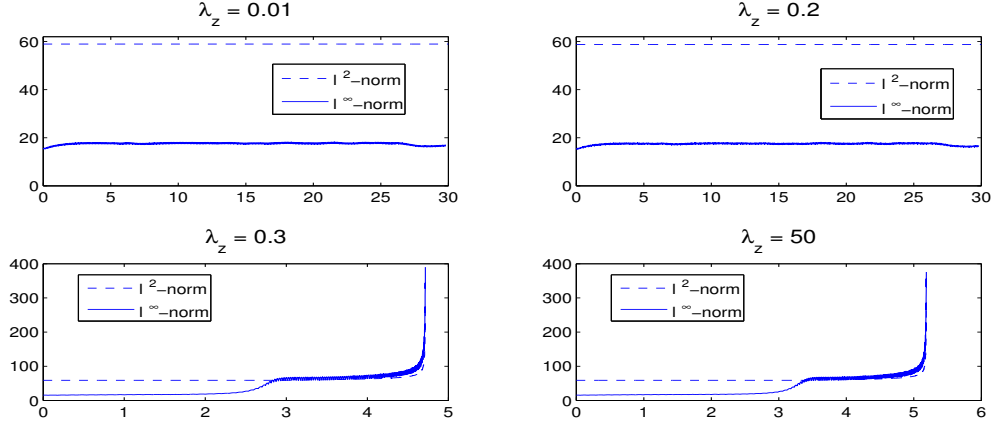 λz = 0.01
60
40
20
0
l 2−norm
l ∞−norm
0 5 10 15 20 25 30
λz = 0.2
60
40
20
0
l 2−norm
l ∞−norm
0 5 10 15 20 25 30
λz = 0.3
400
300
200
100
0
l 2−norm
l ∞−norm
0 1 2 3 4 5
λz = 50
400
300
200
100
0
l 2−norm
l ∞−norm
0 1 2 3 4 5 6